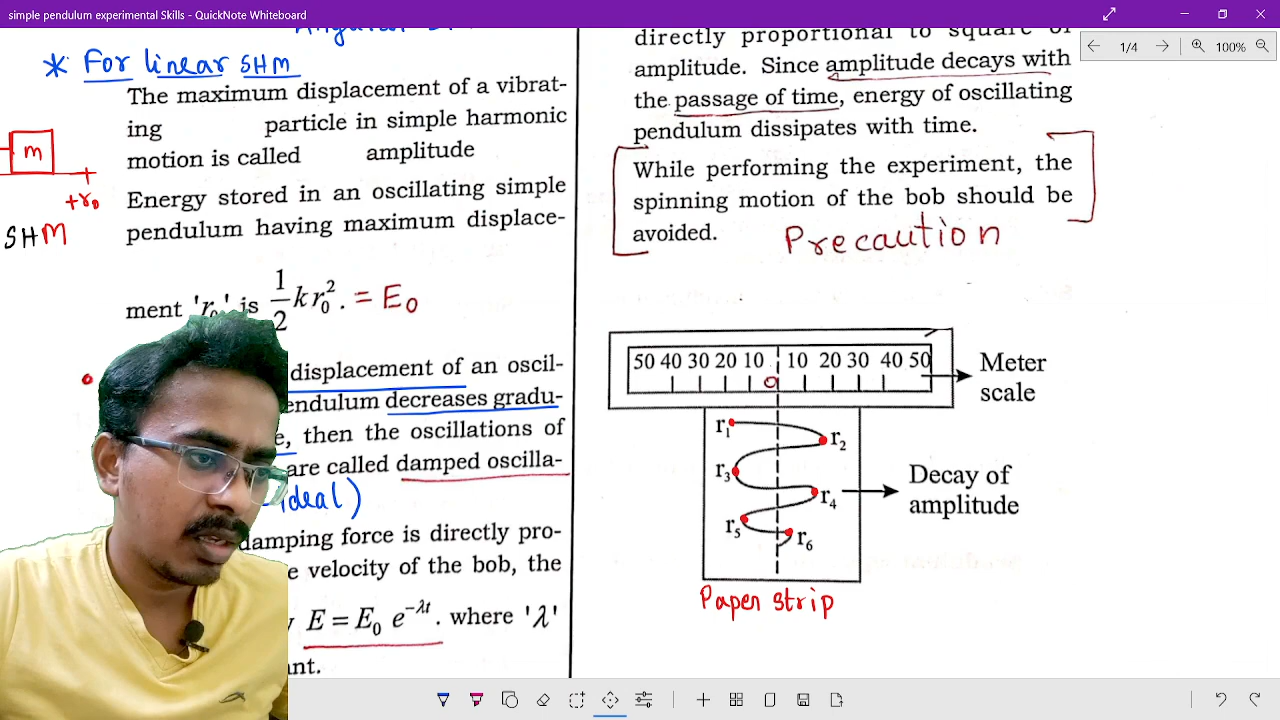 simple pendulum experimental Skills - QuickNote Whiteboard
1/4
100%
* For linear SHM
The maximum displacement of a vibrat-
ing particle in simple harmonic
motion is called amplitude
Energy stored in an oscillating simple
pendulum having maximum displace-
ment 'r₀' is 1/2 k r₀². = E₀
displacement of an oscil-
endulum decreases gradu-
e, then the oscillations of
are called damped oscilla-
ideal)
damping force is directly pro-
e velocity of the bob, the
E = E₀ e^-λt. where 'λ'
ant.
m
+r₀
SHM
directly proportional to square of
amplitude. Since amplitude decays with
the passage of time, energy of oscillating
pendulum dissipates with time.
While performing the experiment, the
spinning motion of the bob should be
avoided.
Precaution
50 40 30 20 10 10 20 30 40 50
0
Meter
scale
r₁
r₂
r₃
r₄
r₅
r₆
Decay of
amplitude
Paper strip